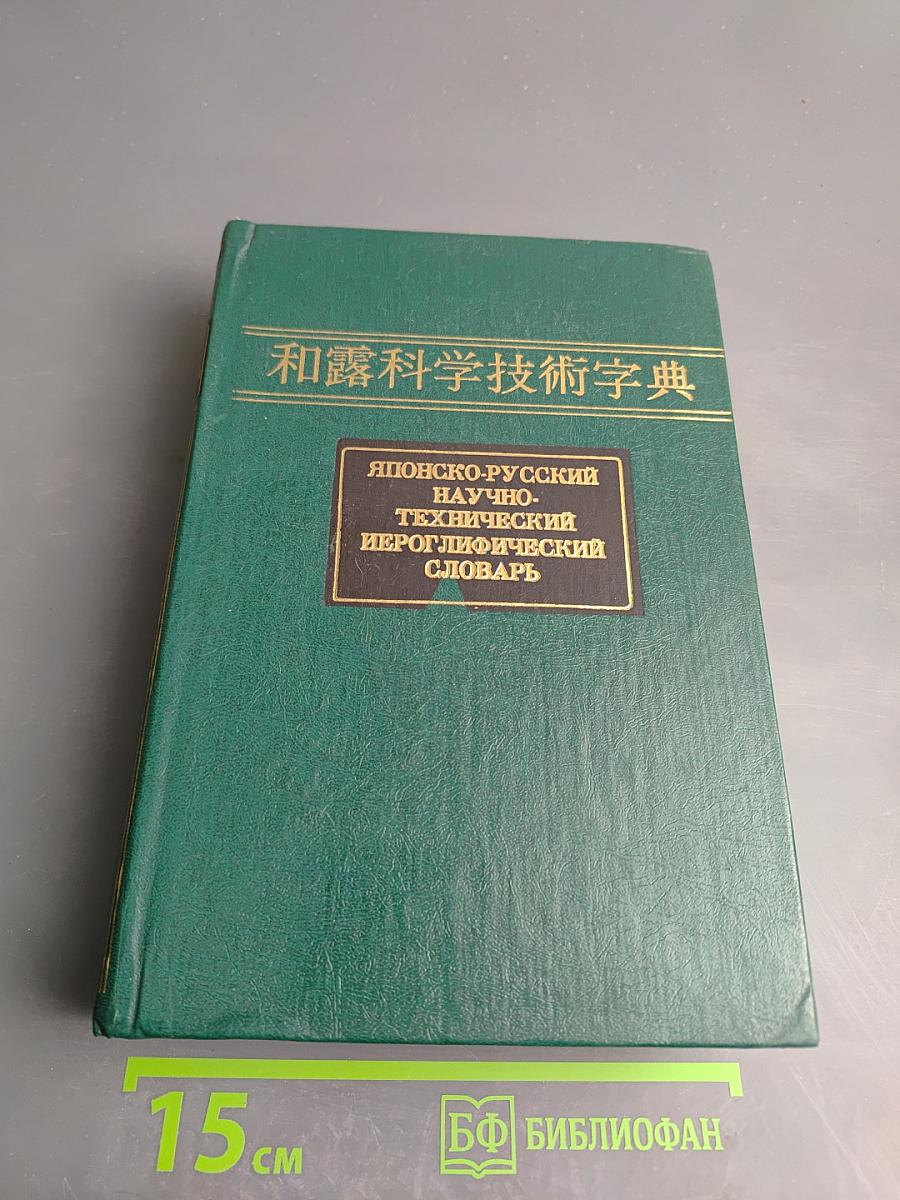 和露科学技術字典
ЯПОНСКО-РУССКИЙ
НАУЧНО-
ТЕХНИЧЕСКИЙ
ИЕРОГЛИФИЧЕСКИЙ
СЛОВАРЬ
15 см
БФ БИБЛИОФАН